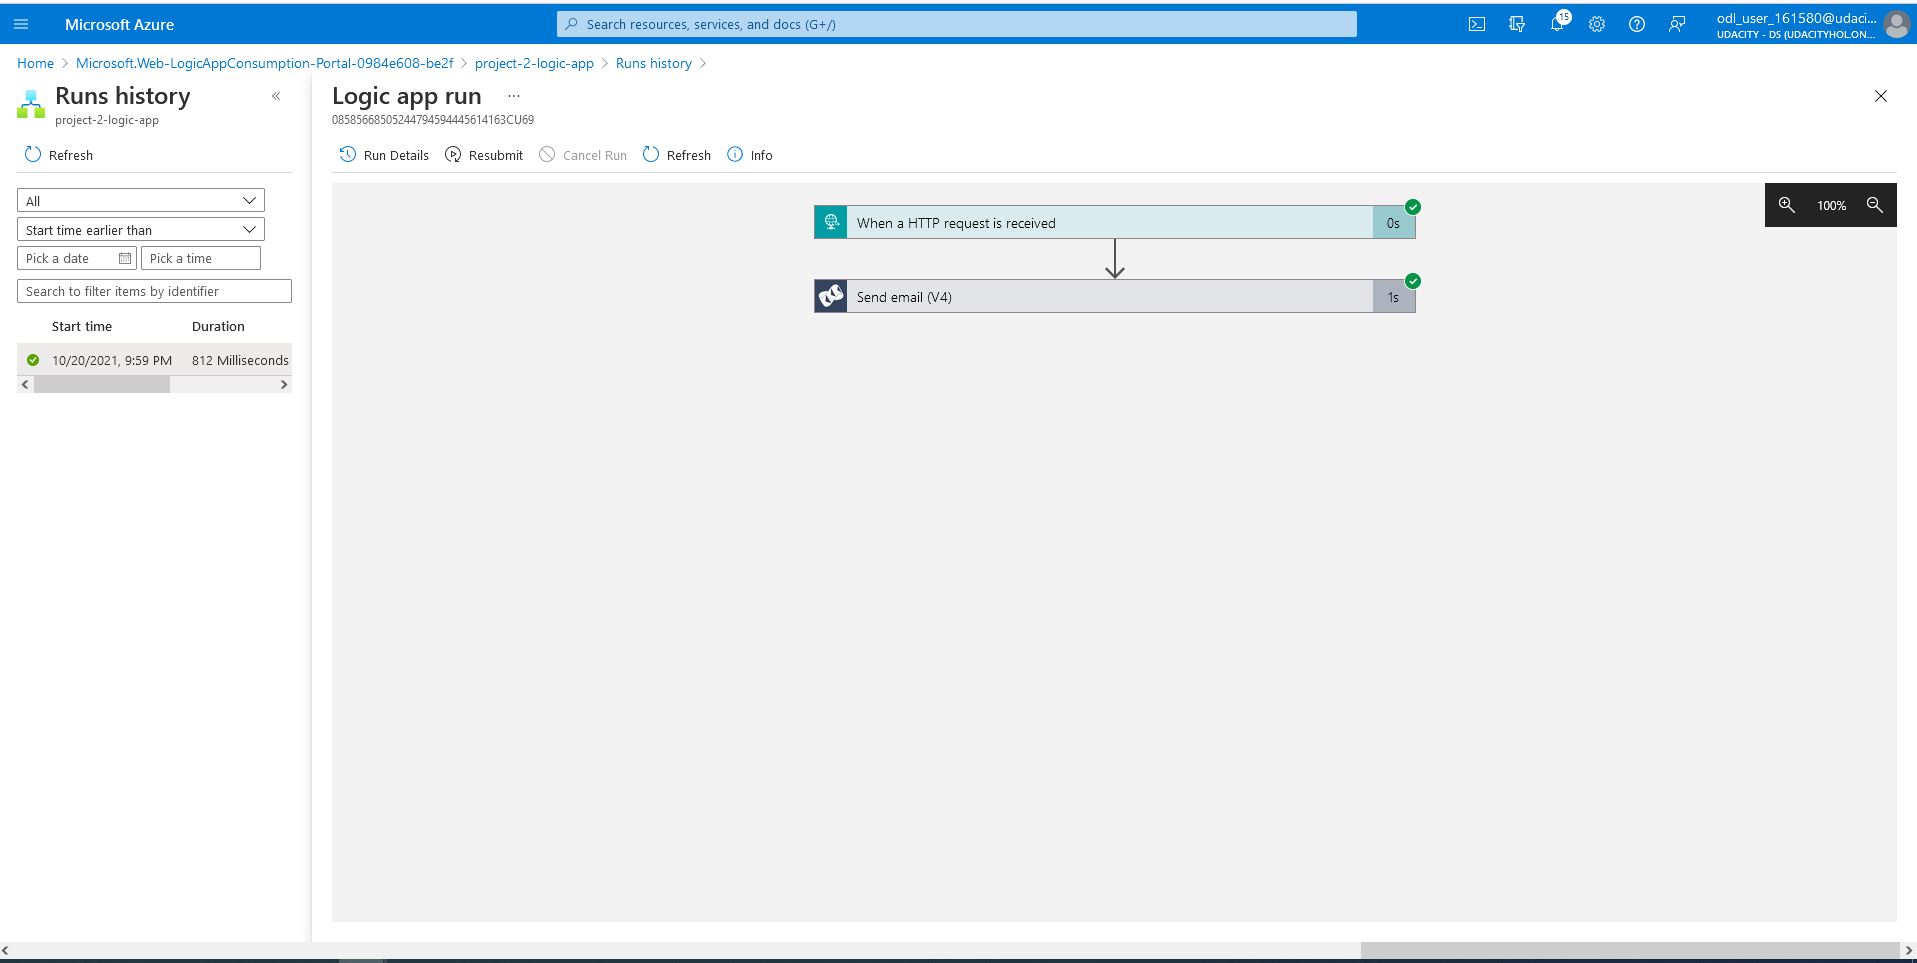 Microsoft Azure
Search resources, services, and docs (G+/)
15
odl_user_161580@udaci...
UDACITY - DS (UDACITYHOL.ON...
Home > Microsoft.Web-LogicAppConsumption-Portal-0984e608-be2f > project-2-logic-app > Runs history >
Runs history
project-2-logic-app
Refresh
All
Start time earlier than
Pick a date
Pick a time
Search to filter items by identifier
Start time Duration
10/20/2021, 9:59 PM 812 Milliseconds
Logic app run ...
08585668505244794594445614163CU69
Run Details Resubmit Cancel Run Refresh Info
100%
When a HTTP request is received 0s
Send email (V4) 1s